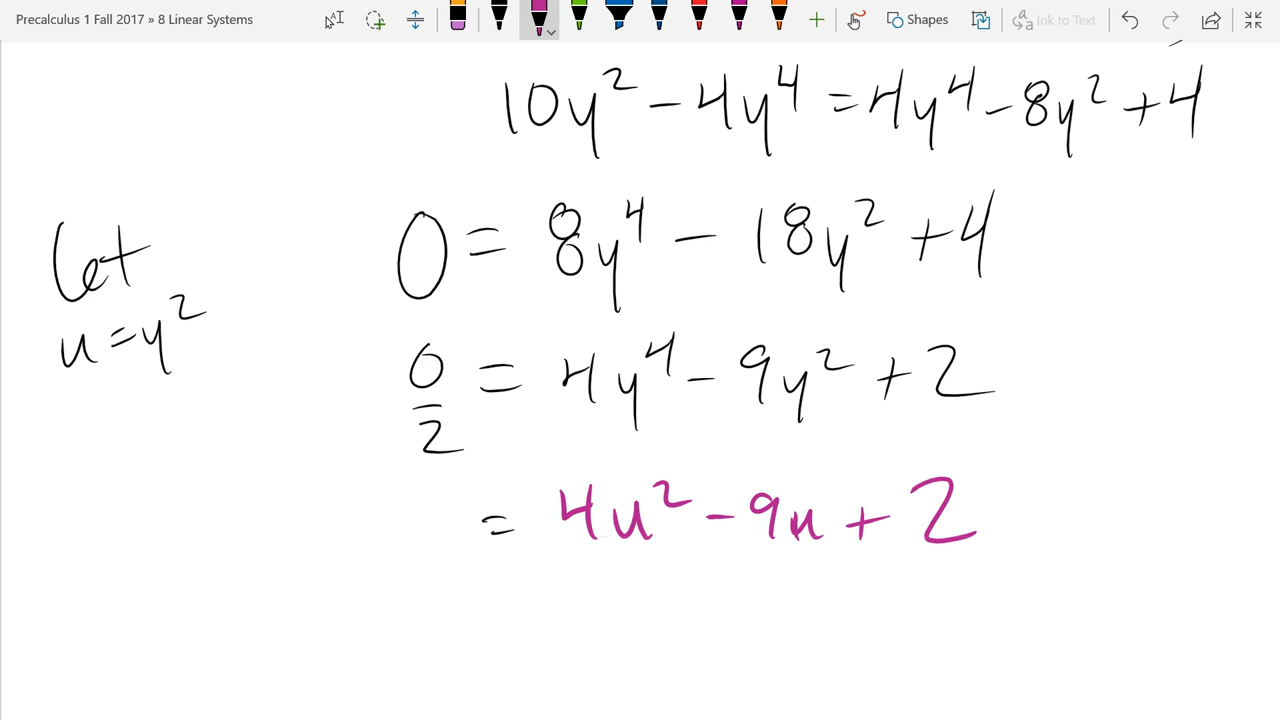 Precalculus 1 Fall 2017 » 8 Linear Systems
Shapes
Ink to Text
10y² - 4y⁴ = 4y⁴ - 8y² + 4
Let
u = y²
0 = 8y⁴ - 18y² + 4
0/2 = 4y⁴ - 9y² + 2
= 4u² - 9u + 2